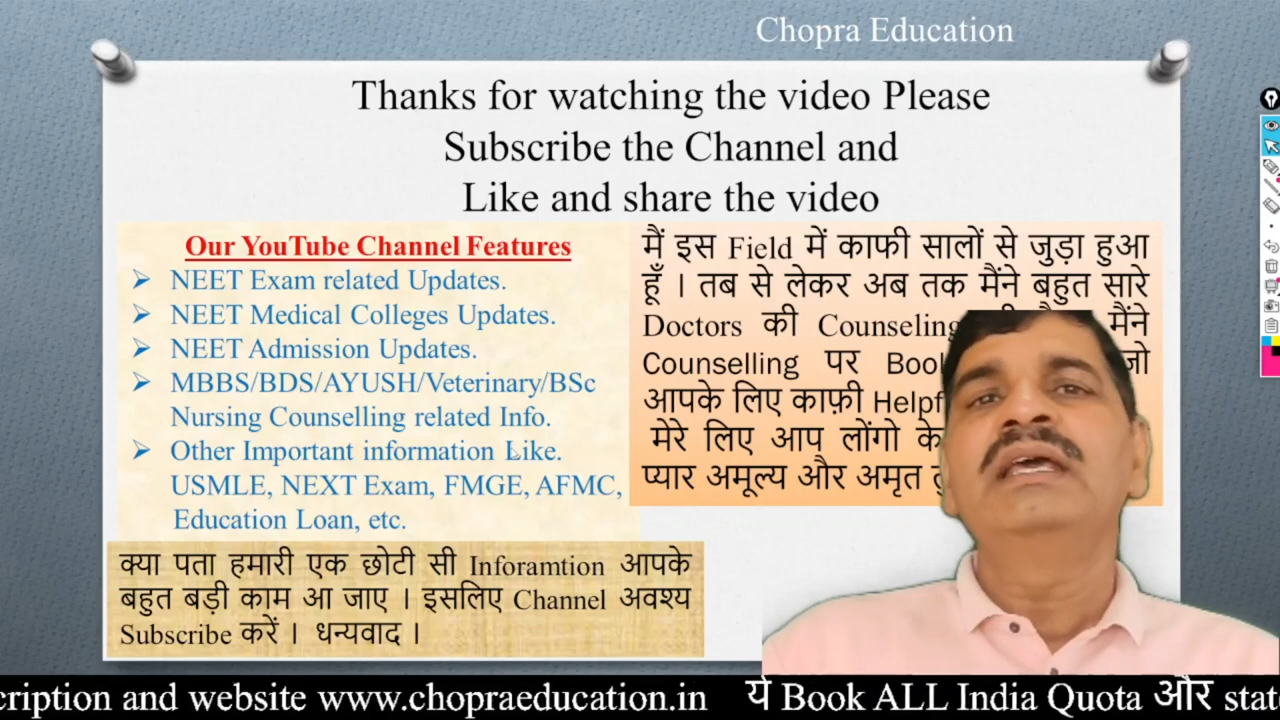 Chopra Education
Thanks for watching the video Please
Subscribe the Channel and
Like and share the video
Our YouTube Channel Features
NEET Exam related Updates.
NEET Medical Colleges Updates.
NEET Admission Updates.
MBBS/BDS/AYUSH/Veterinary/BSc
Nursing Counselling related Info.
Other Important information Like.
USMLE, NEXT Exam, FMGE, AFMC,
Education Loan, etc.
मैं इस Field में काफी सालों से जुड़ा हुआ
हूँ । तब से लेकर अब तक मैंने बहुत सारे
Doctors की Counseling मैंने
Counselling पर जो
आपके लिए काफ़ी
मेरे लिए आप लोंगो के
प्यार अमूल्य और अमृत
क्या पता हमारी एक छोटी सी Inforamtion आपके
बहुत बड़ी काम आ जाए । इसलिए Channel अवश्य
Subscribe करें । धन्यवाद ।
cription and website www.chopraeducation.in ये Book ALL India Quota और stat